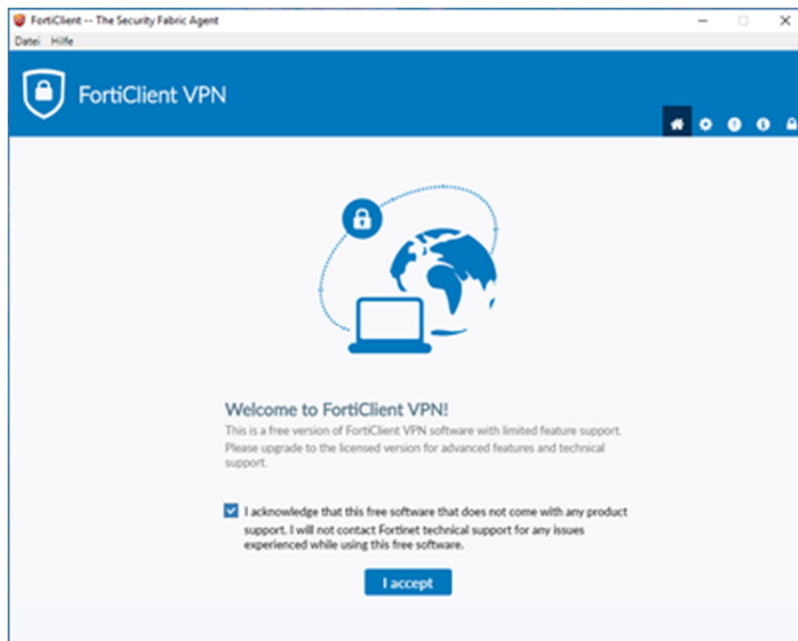 FortiClient -- The Security Fabric Agent
Datei Hilfe
FortiClient VPN
Welcome to FortiClient VPN!
This is a free version of FortiClient VPN software with limited feature support.
Please upgrade to the licensed version for advanced features and technical
support.
I acknowledge that this free software that does not come with any product
support. I will not contact Fortinet technical support for any issues
experienced while using this free software.
I accept